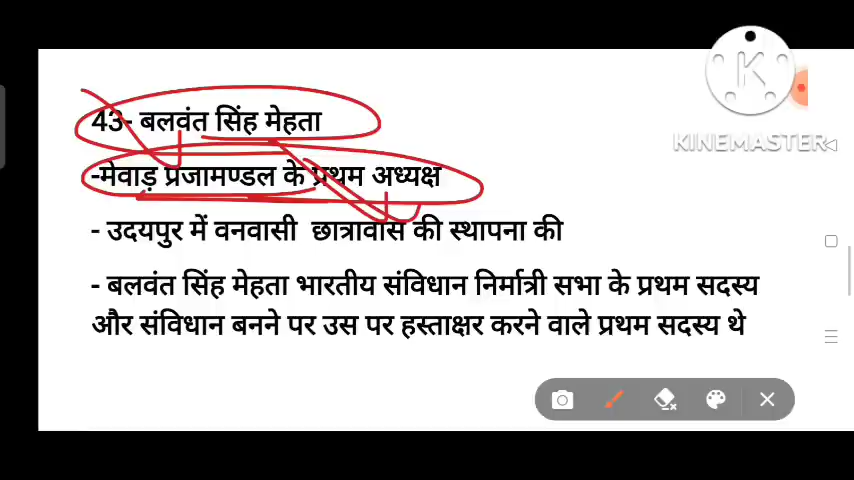 KINEMASTER
43- बलवंत सिंह मेहता
-मेवाड़ प्रजामण्डल के प्रथम अध्यक्ष
- उदयपुर में वनवासी छात्रावास की स्थापना की
- बलवंत सिंह मेहता भारतीय संविधान निर्मात्री सभा के प्रथम सदस्य
और संविधान बनने पर उस पर हस्ताक्षर करने वाले प्रथम सदस्य थे